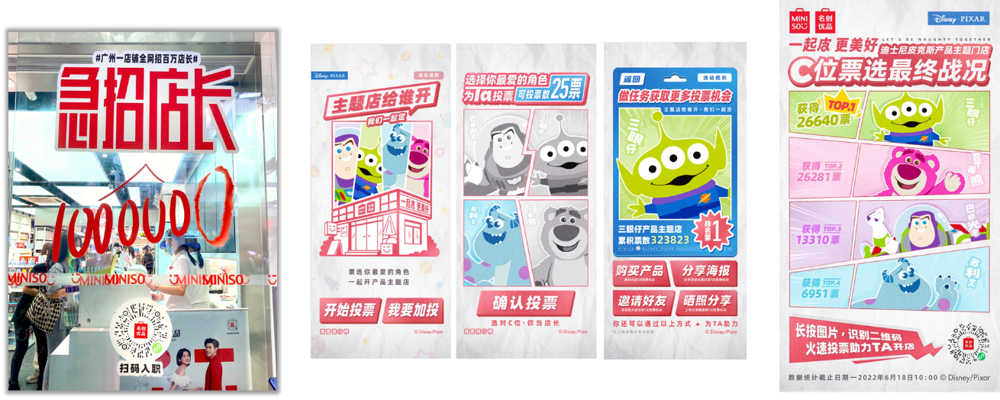 #广州一店铺全网招百万店长#
急招店长
1000000
MINISO MINISO MINISO MINISO
名创
优品
扫码入职
Disney·PIXAR
活动规则
主题店给谁开
我们一起定
一起皮 更美好
票选你最爱的角色
一起开产品主题店
开始投票
我要加投
查看排行榜
© Disney/Pixar
选择你最爱的角色
为Ta投票 可投票数25票
巴斯光年
三眼仔
苏利文
草莓熊
确认投票
选对C位·你当店长
查看排行榜
© Disney/Pixar
返回
活动规则
做任务获取更多投票机会
主题店给谁开·我们一起定
三眼仔
三眼仔产品主题店
累积票数323823
排名第1
购买产品
分享海报
邀请好友
晒照分享
你还可以通过以上方式 ▲ 为TA助力
© Disney/Pixar
MINI
SO
名创
优品
Disney·PIXAR
一起皮 更美好
LET'S BE NAUGHTY TOGETHER
迪士尼皮克斯产品主题门店
C位票选最终战况
获得
26640票
TOP.1
三眼仔
获得 TOP.2
26281票
草莓熊
获得 TOP.3
13310票
巴斯光年
获得 TOP.4
6951票
苏利文
长按图片，识别二维码
火速投票助力TA开店
名创
优品
数据统计截止日期—2022年6月18日10:00 © Disney/Pixar